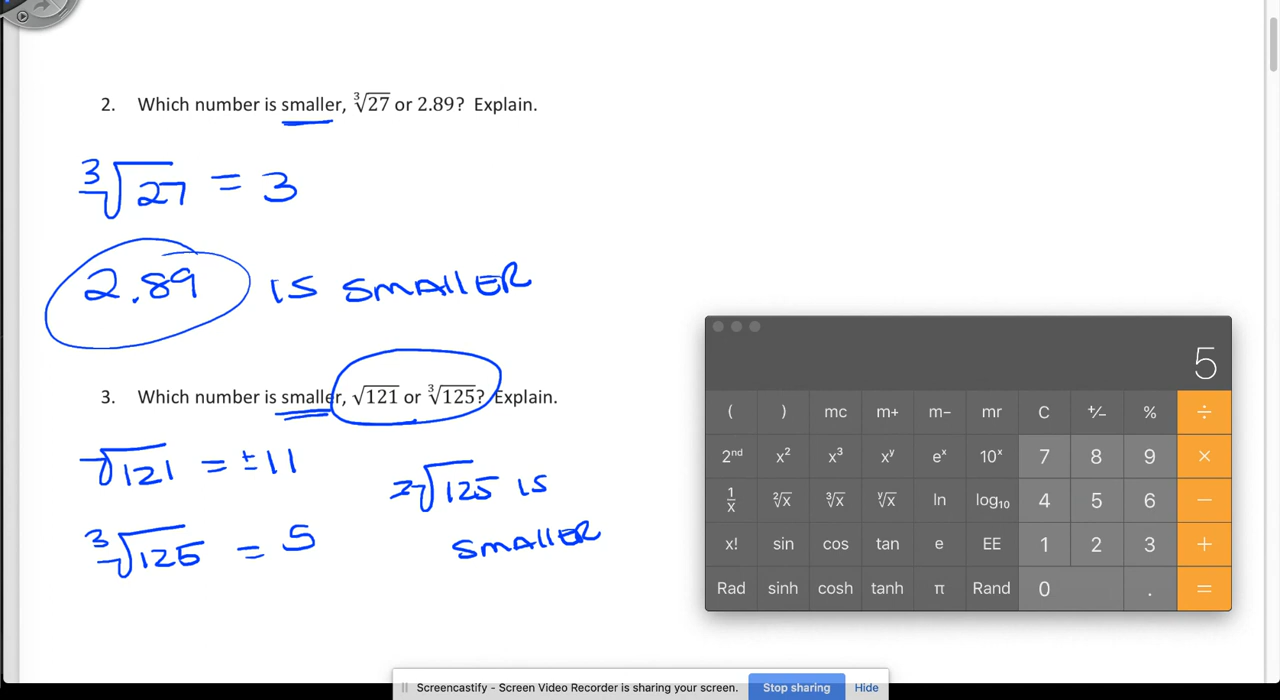 2. Which number is smaller, ∛27 or 2.89? Explain.
3√27 = 3
2.89 IS SMALLER
3. Which number is smaller, √121 or ∛125? Explain.
√121 = ±11
3√125 IS
SMALLER
3√125 = 5
5
( ) mc m+ m− mr C +/− % ÷
2nd x² x³ xʸ eˣ 10ˣ 7 8 9 ×
1/x ²√x ³√x ʸ√x ln log₁₀ 4 5 6 −
x! sin cos tan e EE 1 2 3 +
Rad sinh cosh tanh π Rand 0 . =
Screencastify - Screen Video Recorder is sharing your screen. Stop sharing Hide